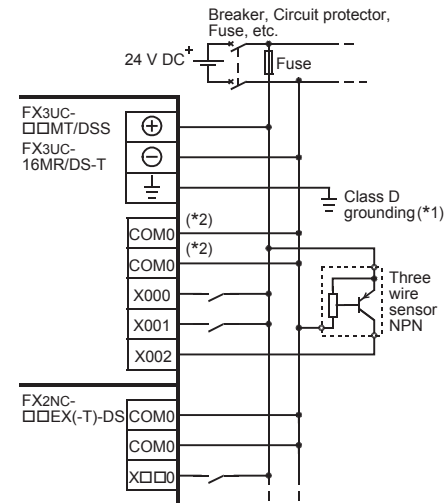 Breaker, Circuit protector,
Fuse, etc.
24 V DC
+
Fuse
FX3UC-
□□MT/DSS
FX3UC-
16MR/DS-T
⊕
⊖
Class D
grounding(*1)
COM0
(*2)
COM0
(*2)
X000
X001
X002
Three
wire
sensor
NPN
FX2NC-
□□EX(-T)-DS
COM0
COM0
X□□0